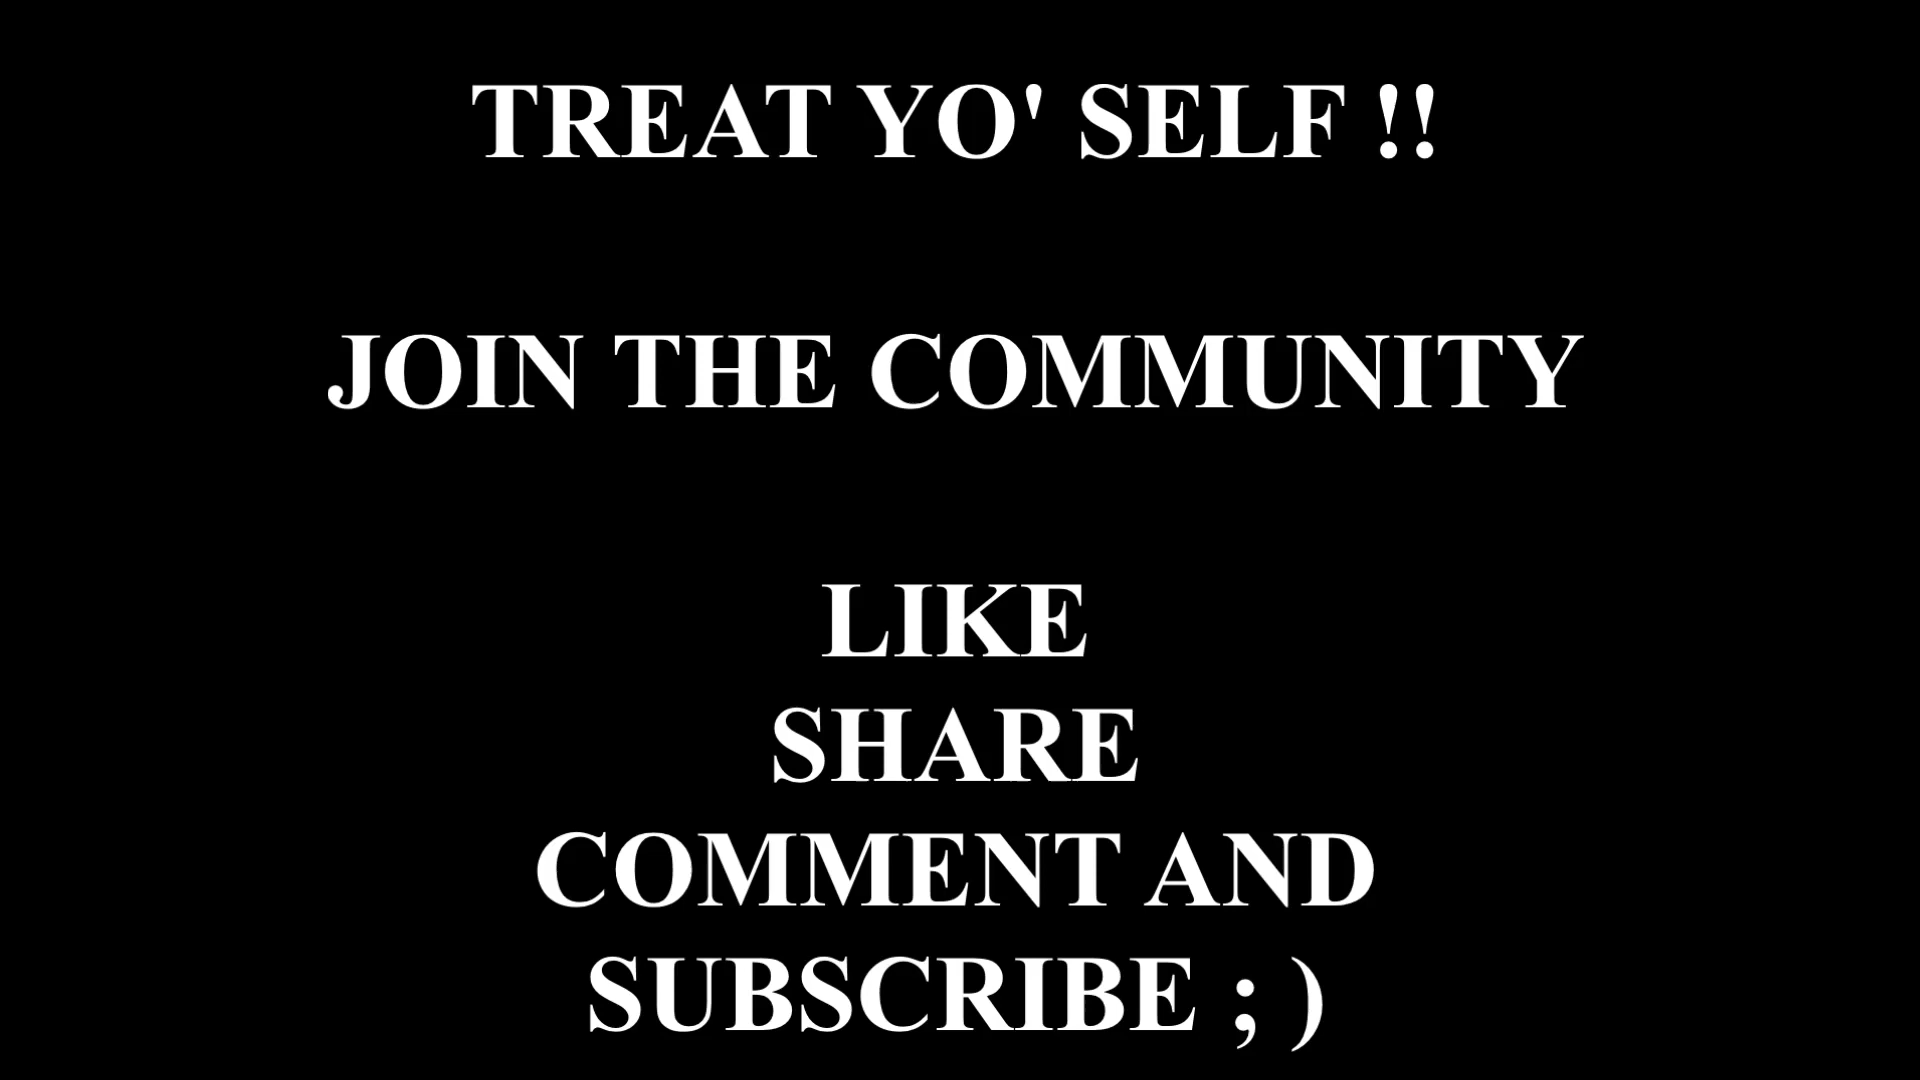 TREAT YO' SELF !!
JOIN THE COMMUNITY
LIKE
SHARE
COMMENT AND
SUBSCRIBE ; )